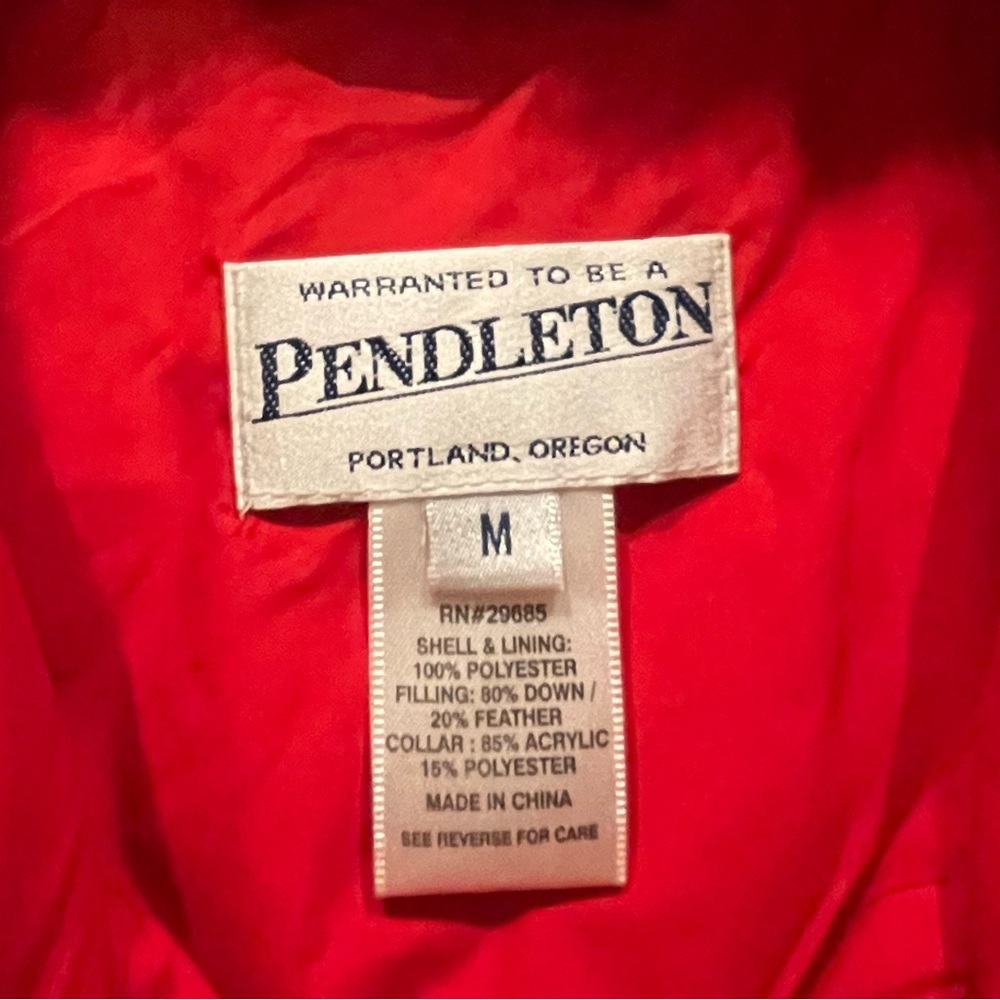 WARRANTED TO BE A
PENDLETON
PORTLAND, OREGON
M
RN#29685
SHELL & LINING:
100% POLYESTER
FILLING: 80% DOWN /
20% FEATHER
COLLAR : 85% ACRYLIC
15% POLYESTER
MADE IN CHINA
SEE REVERSE FOR CARE